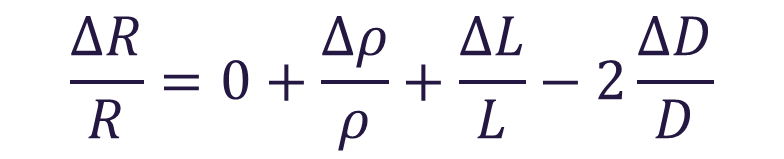 ΔR/R = 0 + Δρ/ρ + ΔL/L − 2 ΔD/D